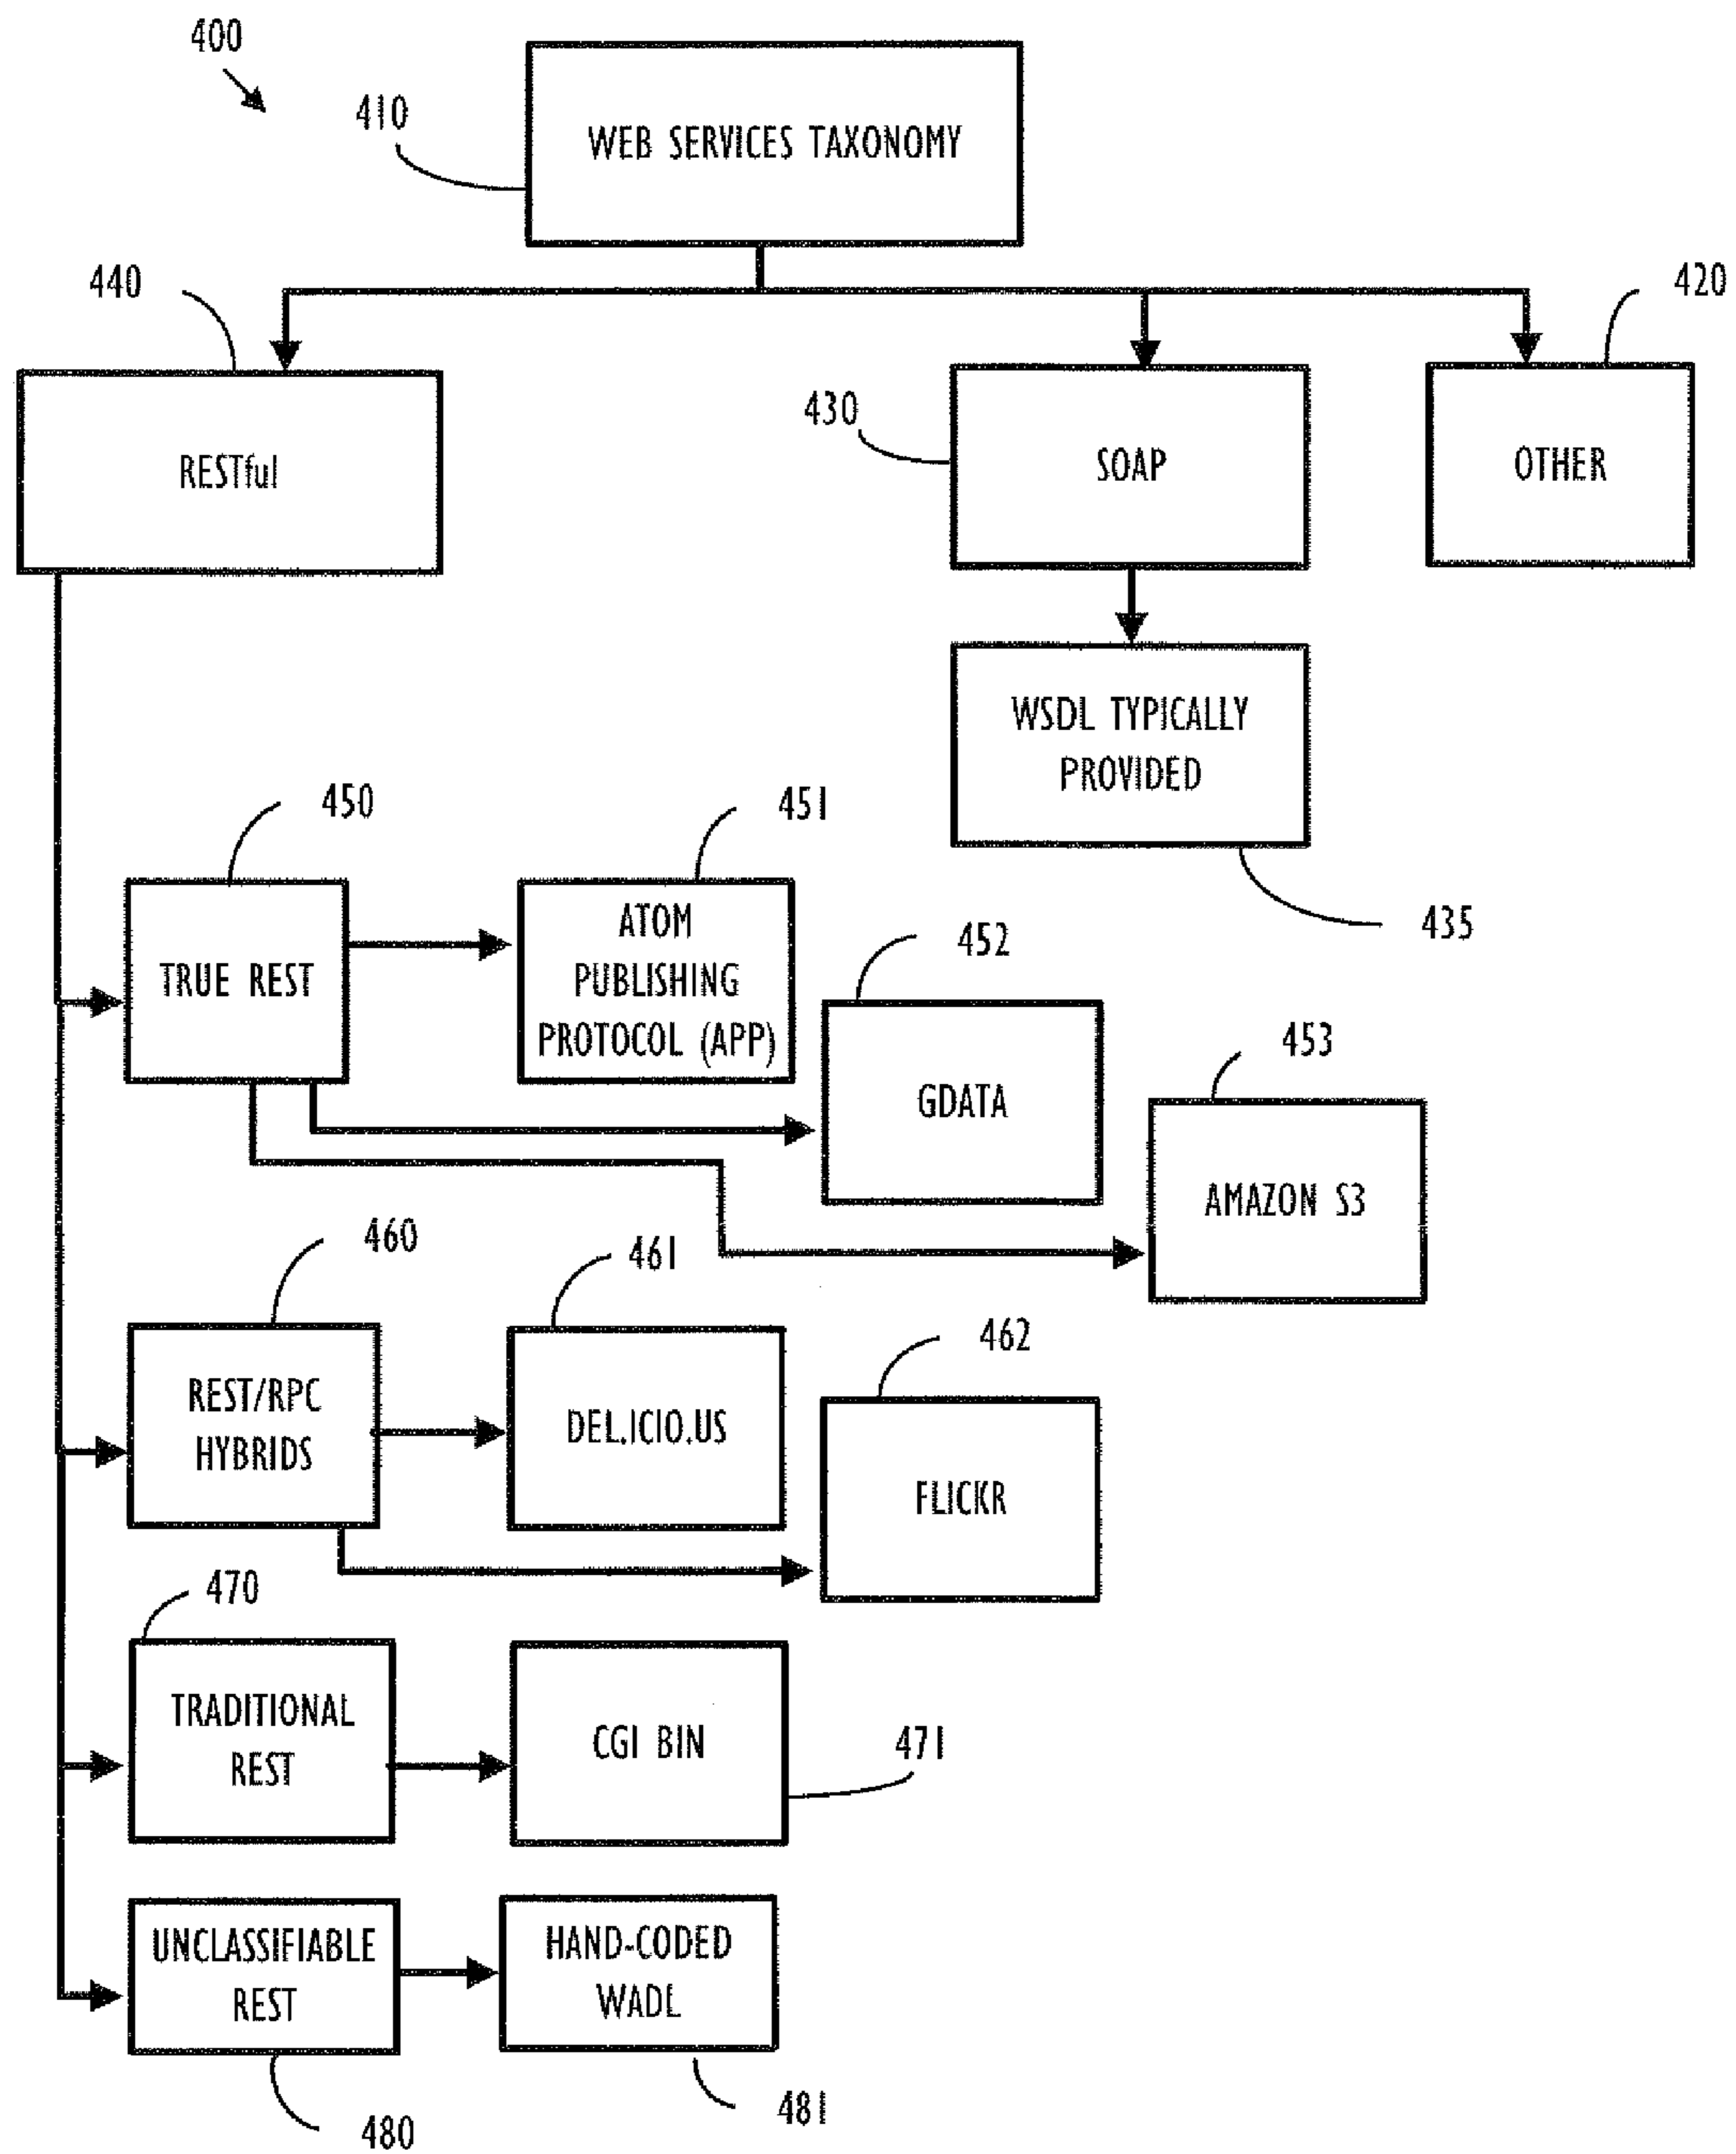 400
410
WEB SERVICES TAXONOMY
440
420
430
RESTful
SOAP
OTHER
WSDL TYPICALLY
PROVIDED
435
450
451
TRUE REST
ATOM
PUBLISHING
PROTOCOL (APP)
452
GDATA
453
AMAZON S3
460
461
REST/RPC
HYBRIDS
DEL.ICIO.US
462
FLICKR
470
TRADITIONAL
REST
CGI BIN
471
UNCLASSIFIABLE
REST
HAND-CODED
WADL
480
481